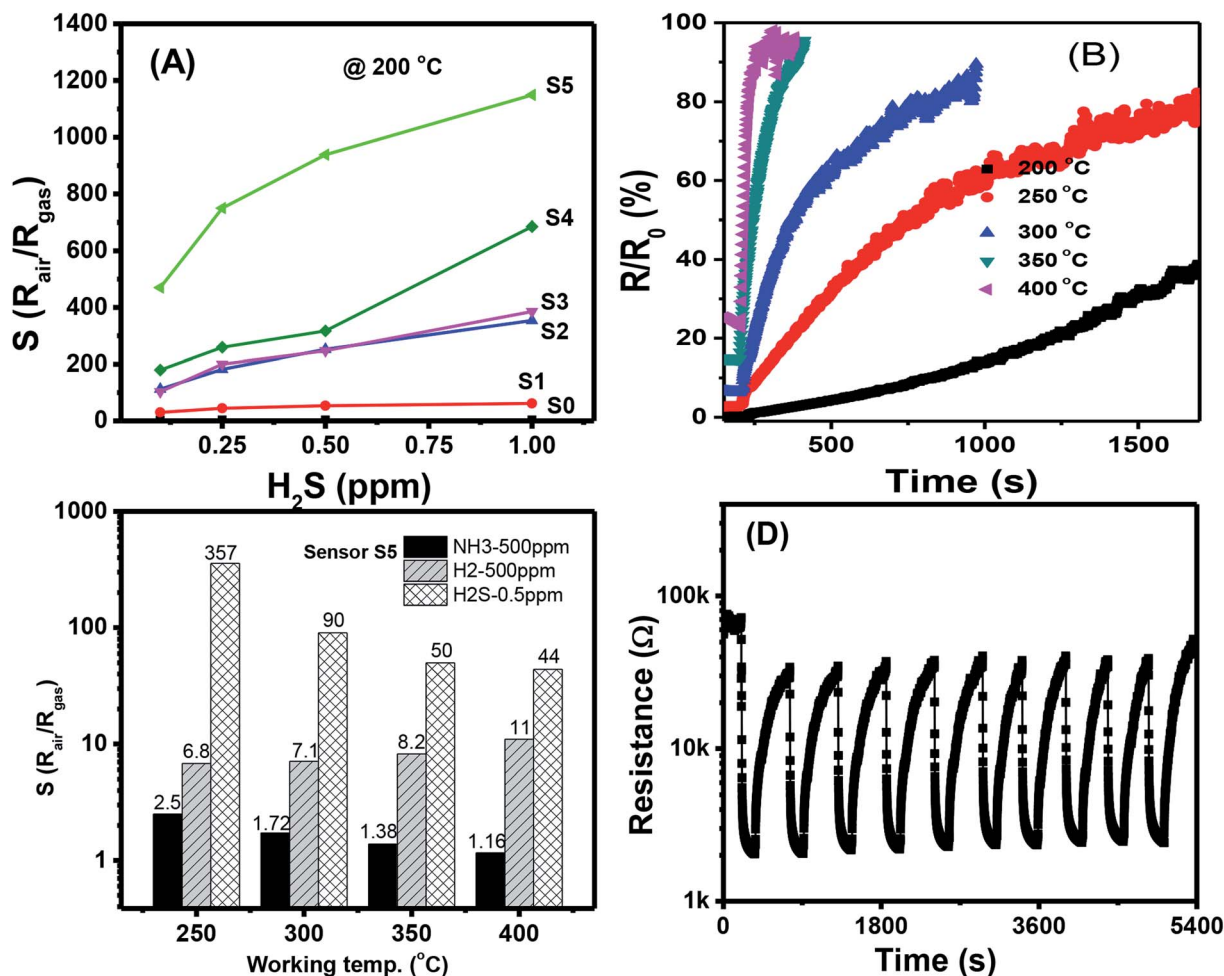 (A)
@ 200 °C
S5
S4
S3
S2
S1
S0
1400
1200
1000
800
600
400
200
0
S (R_air/R_gas)
0.25 0.50 0.75 1.00
H₂S (ppm)
(B)
100
80
60
40
20
0
R/R₀ (%)
200 °C
250 °C
300 °C
350 °C
400 °C
500 1000 1500
Time (s)
1000
100
10
1
S (R_air/R_gas)
Sensor S5
NH3-500ppm
H2-500ppm
H2S-0.5ppm
357
90
50
44
6.8
7.1
8.2
11
2.5
1.72
1.38
1.16
250 300 350 400
Working temp. (°C)
(D)
100k
10k
1k
Resistance (Ω)
0 1800 3600 5400
Time (s)